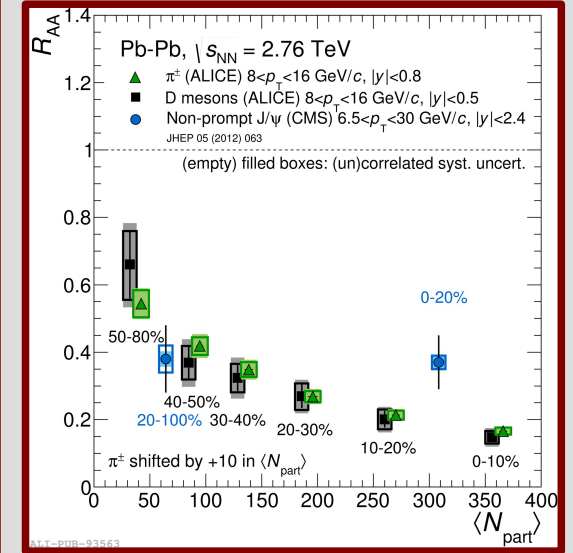 R_AA
1.4
1.2
1
0.8
0.6
0.4
0.2
0
Pb-Pb, √s_NN = 2.76 TeV
π± (ALICE) 8<p_T<16 GeV/c, |y|<0.8
D mesons (ALICE) 8<p_T<16 GeV/c, |y|<0.5
Non-prompt J/ψ (CMS) 6.5<p_T<30 GeV/c, |y|<2.4
JHEP 05 (2012) 063
(empty) filled boxes: (un)correlated syst. uncert.
0-20%
50-80%
40-50%
20-100% 30-40%
20-30%
10-20%
0-10%
π± shifted by +10 in ⟨N_part⟩
0 50 100 150 200 250 300 350 400
⟨N_part⟩
ALI-PUB-93563